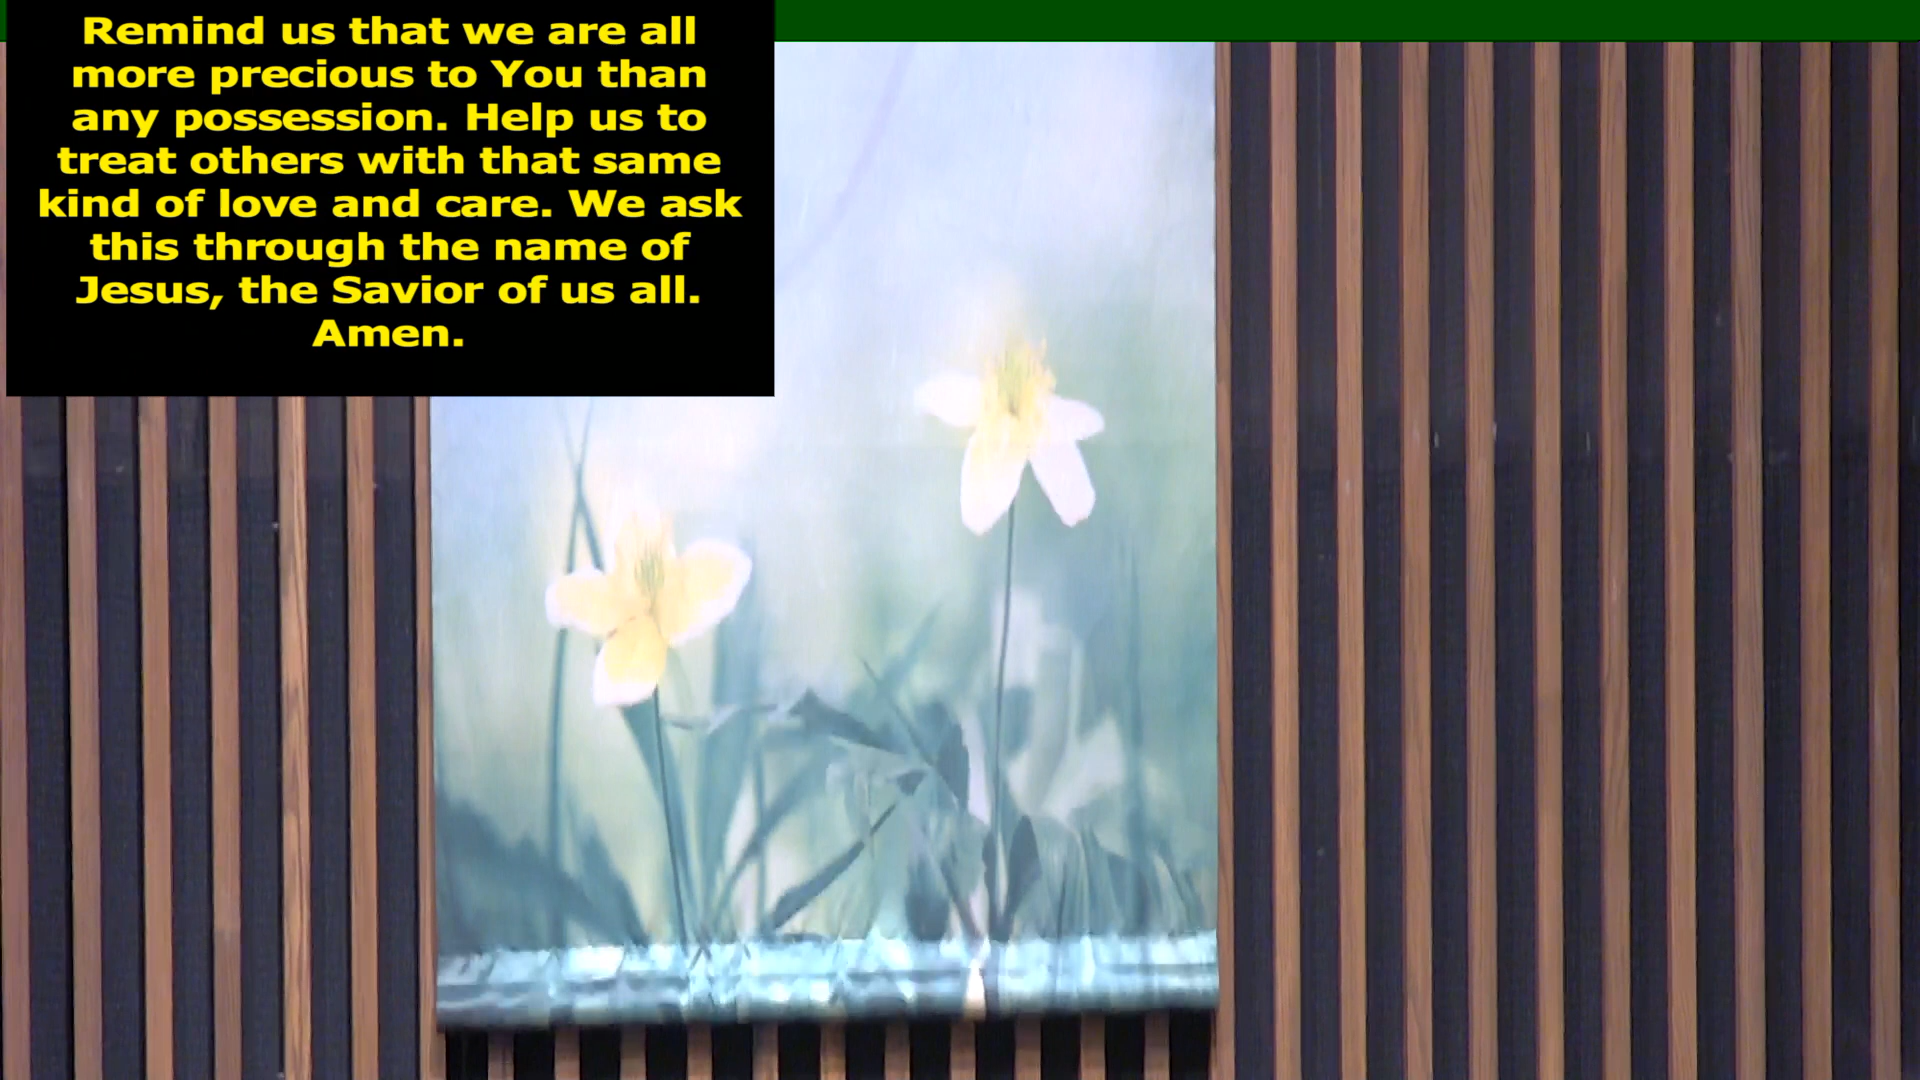 Remind us that we are all
more precious to You than
any possession. Help us to
treat others with that same
kind of love and care. We ask
this through the name of
Jesus, the Savior of us all.
Amen.